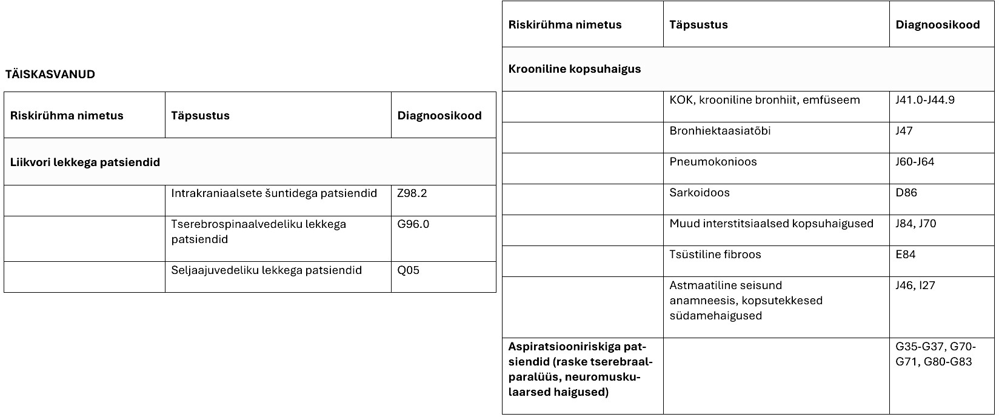 TÄISKASVANUD
Riskirühma nimetus Täpsustus Diagnoosikood
Liikvori lekkega patsiendid
Intrakraniaalsete šuntidega patsiendid Z98.2
Tserebrospinaalvedeliku lekkega G96.0
patsiendid
Seljaajuvedeliku lekkega patsiendid Q05
Riskirühma nimetus Täpsustus Diagnoosikood
Krooniline kopsuhaigus
KOK, krooniline bronhiit, emfüseem J41.0-J44.9
Bronhiektaasiatõbi J47
Pneumokonioos J60-J64
Sarkoidoos D86
Muud interstitsiaalsed kopsuhaigused J84, J70
Tsüstiline fibroos E84
Astmaatiline seisund J46, I27
anamneesis, kopsutekkesed
südamehaigused
Aspiratsiooniriskiga pat- G35-G37, G70-
siendid (raske tserebraal- G71, G80-G83
paralüüs, neuromusku-
laarsed haigused)